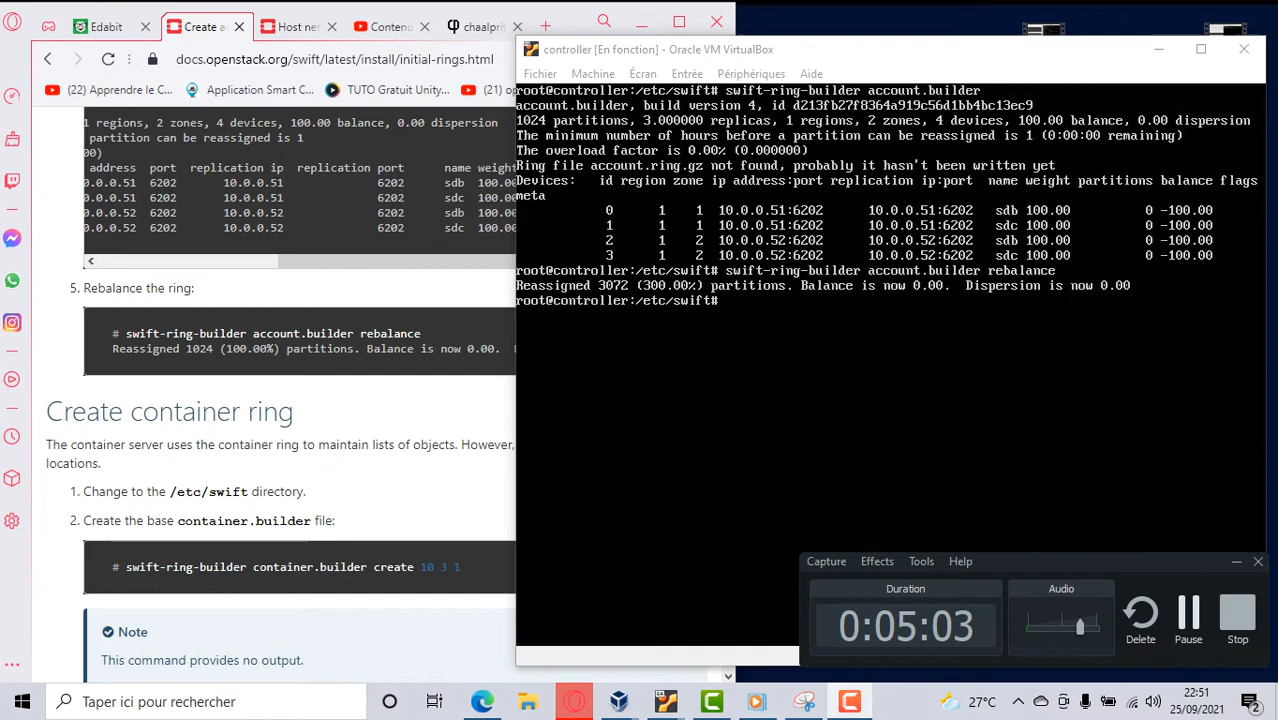 Edabit
Create a
Host net
Contenu
chaalprit
docs.openstack.org/swift/latest/install/initial-rings.html
(22) Apprendre le C
Application Smart C
TUTO Gratuit Unity-
(21) o
1 regions, 2 zones, 4 devices, 100.00 balance, 0.00 dispersion
partition can be reassigned is 1
00)
address port replication ip replication port name weight
0.0.0.51 6202 10.0.0.51 6202 sdb 100.00
0.0.0.51 6202 10.0.0.51 6202 sdc 100.00
0.0.0.52 6202 10.0.0.52 6202 sdb 100.00
0.0.0.52 6202 10.0.0.52 6202 sdc 100.00
5. Rebalance the ring:
# swift-ring-builder account.builder rebalance
Reassigned 1024 (100.00%) partitions. Balance is now 0.00.
Create container ring
The container server uses the container ring to maintain lists of objects. However,
locations.
1. Change to the /etc/swift directory.
2. Create the base container.builder file:
# swift-ring-builder container.builder create 10 3 1
Note
This command provides no output.
controller [En fonction] - Oracle VM VirtualBox
Fichier Machine Écran Entrée Périphériques Aide
root@controller:/etc/swift# swift-ring-builder account.builder
account.builder, build version 4, id d213fb27f8364a919c56d1bb4bc13ec9
1024 partitions, 3.000000 replicas, 1 regions, 2 zones, 4 devices, 100.00 balance, 0.00 dispersion
The minimum number of hours before a partition can be reassigned is 1 (0:00:00 remaining)
The overload factor is 0.00% (0.000000)
Ring file account.ring.gz not found, probably it hasn't been written yet
Devices: id region zone ip address:port replication ip:port name weight partitions balance flags
meta
0 1 1 10.0.0.51:6202 10.0.0.51:6202 sdb 100.00 0 -100.00
1 1 1 10.0.0.51:6202 10.0.0.51:6202 sdc 100.00 0 -100.00
2 1 2 10.0.0.52:6202 10.0.0.52:6202 sdb 100.00 0 -100.00
3 1 2 10.0.0.52:6202 10.0.0.52:6202 sdc 100.00 0 -100.00
root@controller:/etc/swift# swift-ring-builder account.builder rebalance
Reassigned 3072 (300.00%) partitions. Balance is now 0.00. Dispersion is now 0.00
root@controller:/etc/swift#
Capture Effects Tools Help
Duration
Audio
0:05:03
Delete
Pause
Stop
Taper ici pour rechercher
27°C
22:51
25/09/2021
2